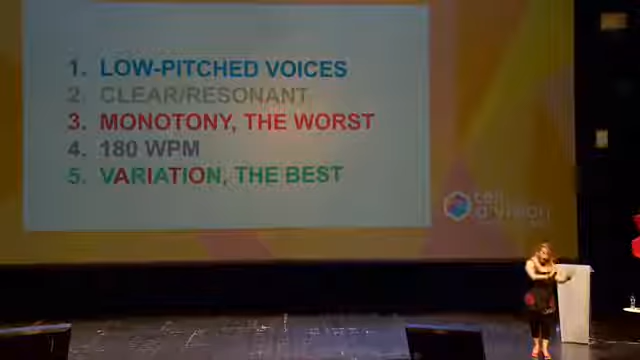 1. LOW-PITCHED VOICES
2. CLEAR/RESONANT
3. MONOTONY, THE WORST
4. 180 WPM
5. VARIATION, THE BEST